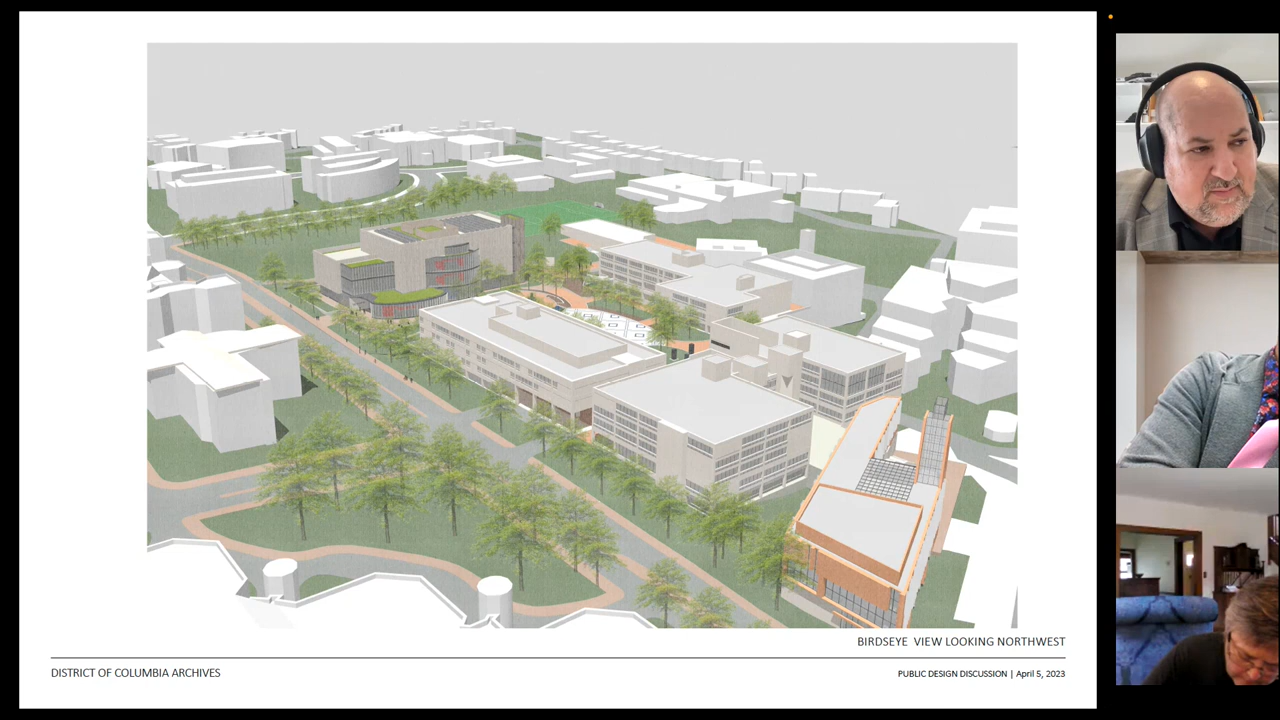 BIRDSEYE VIEW LOOKING NORTHWEST
DISTRICT OF COLUMBIA ARCHIVES
PUBLIC DESIGN DISCUSSION | April 5, 2023